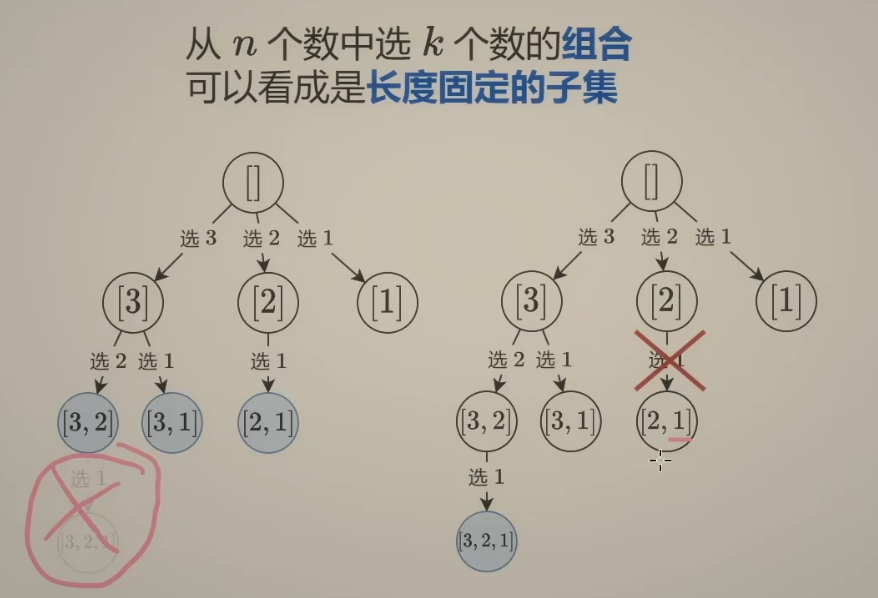 从 n 个数中选 k 个数的组合
可以看成是长度固定的子集
[] []
选 3 选 2 选 1 选 3 选 2 选 1
[3] [2] [1] [3] [2] [1]
选 2 选 1 选 1 选 2 选 1 选 1
[3, 2] [3, 1] [2, 1] [3, 2] [3, 1] [2, 1]
选 1 选 1
[3, 2, 1] [3, 2, 1]